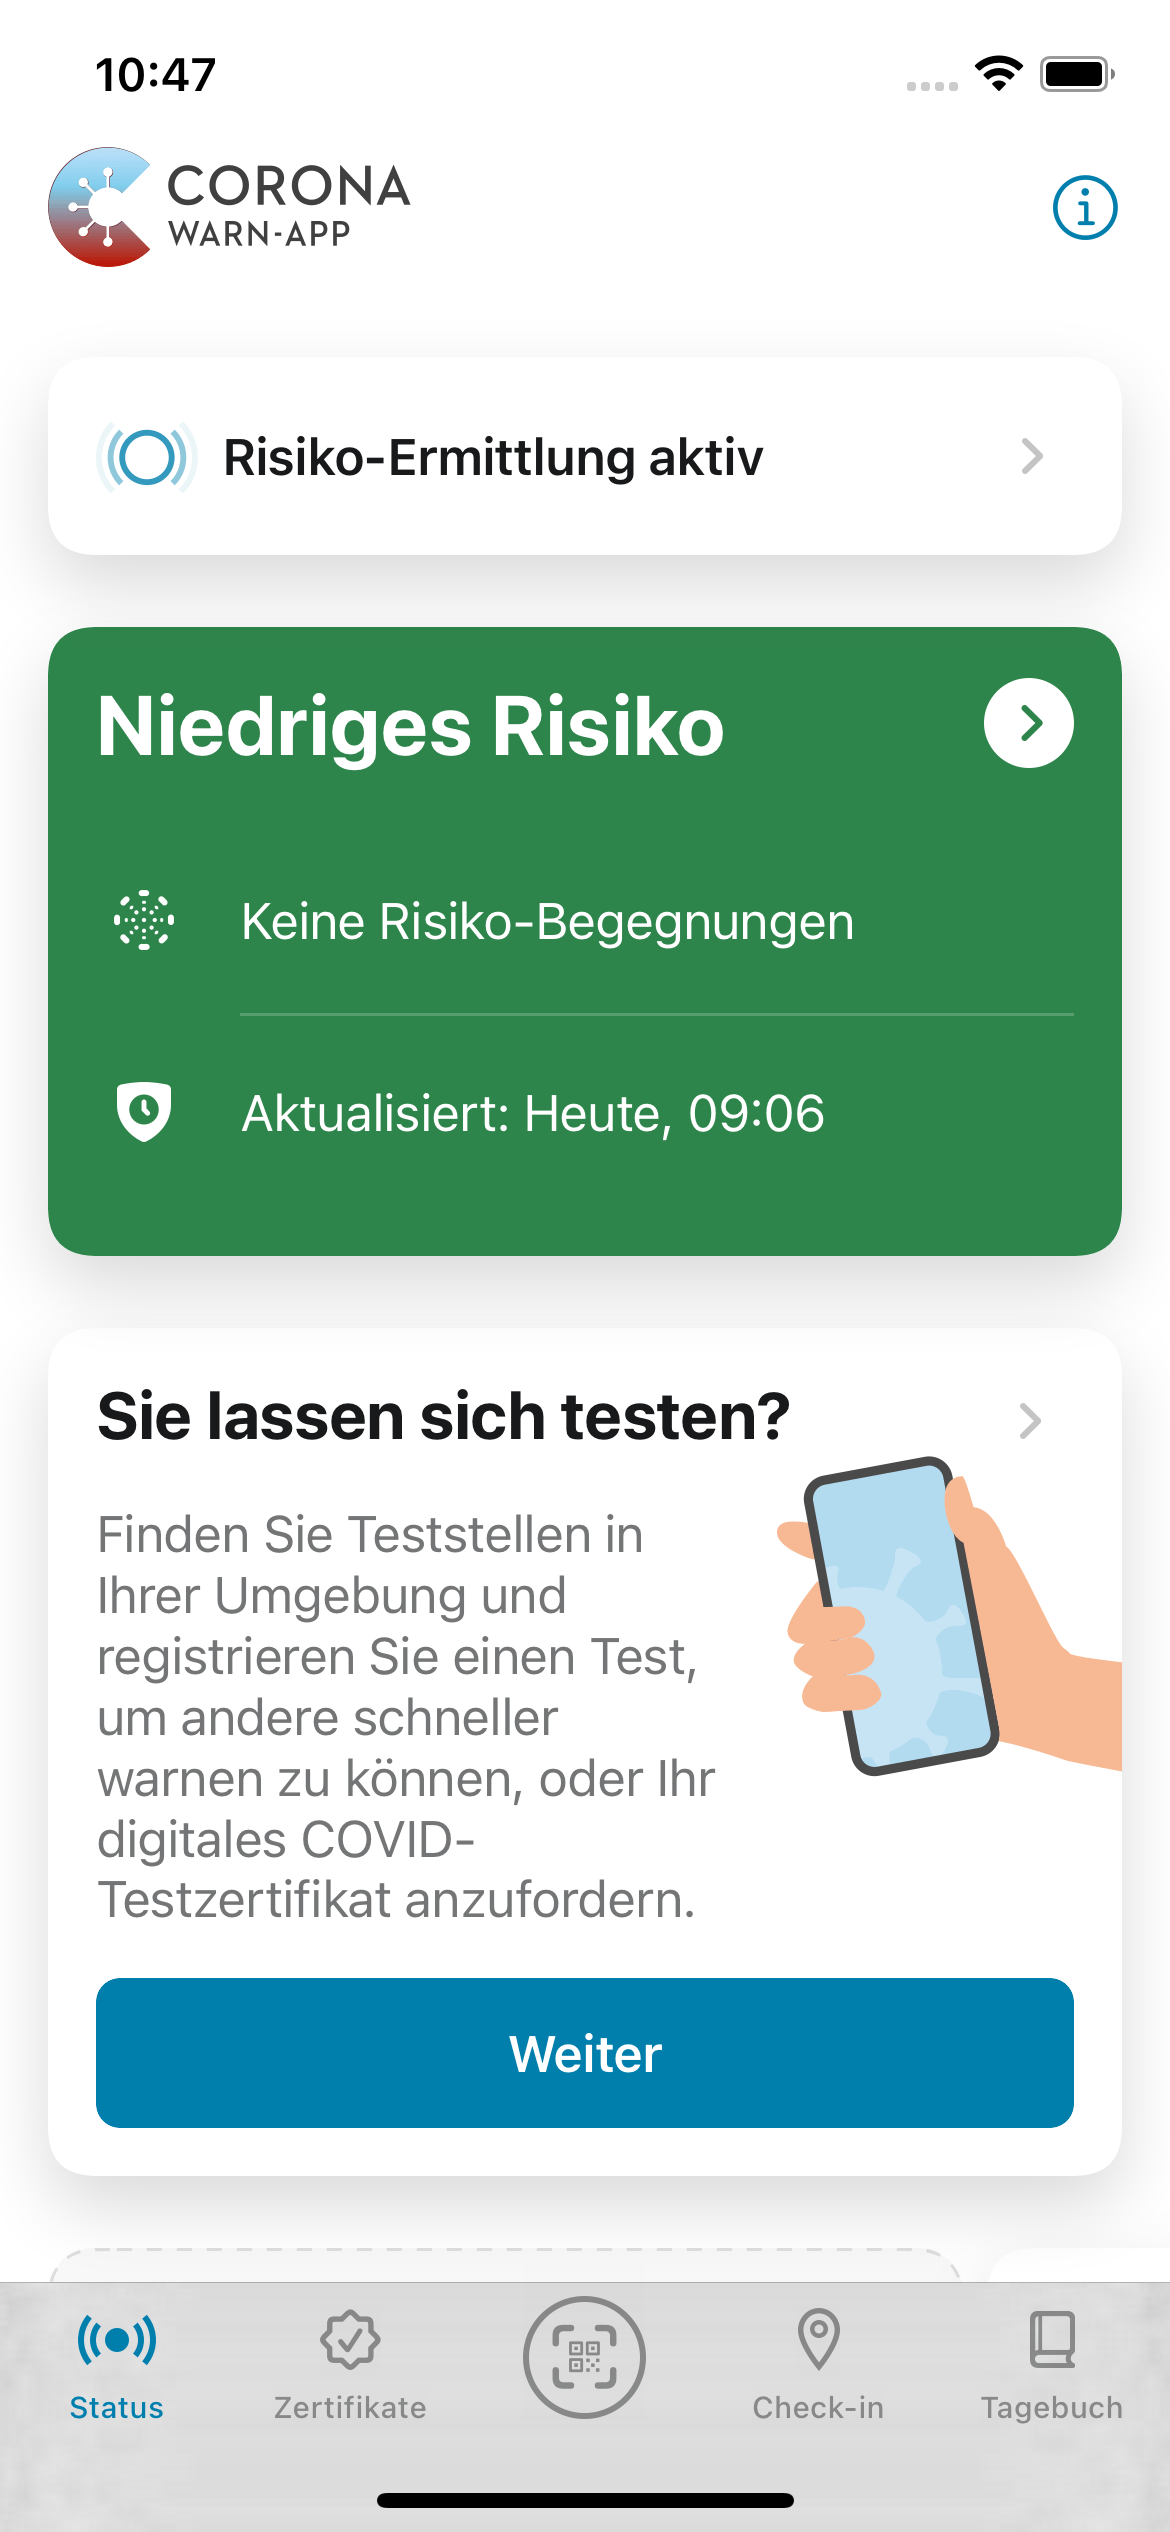 10:47
CORONA
WARN-APP
Risiko-Ermittlung aktiv
Niedriges Risiko
Keine Risiko-Begegnungen
Aktualisiert: Heute, 09:06
Sie lassen sich testen?
Finden Sie Teststellen in
Ihrer Umgebung und
registrieren Sie einen Test,
um andere schneller
warnen zu können, oder Ihr
digitales COVID-
Testzertifikat anzufordern.
Weiter
Status
Zertifikate
Check-in
Tagebuch